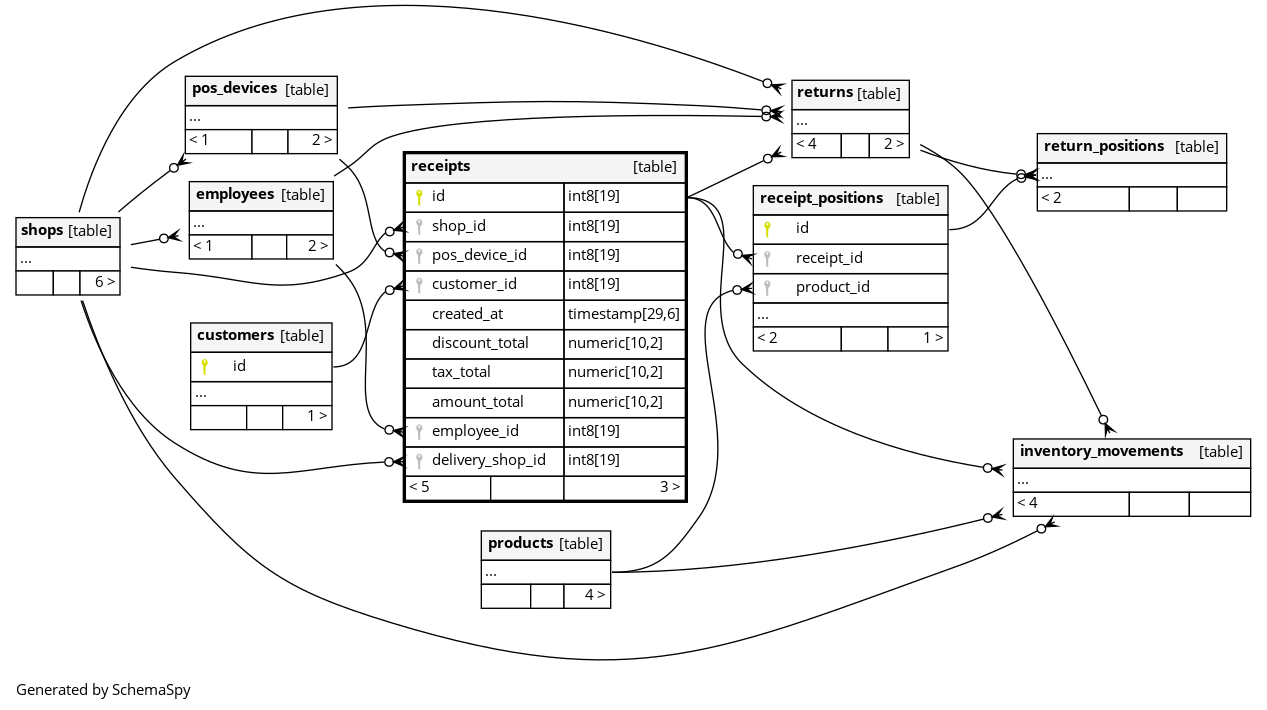 pos_devices [table]
...
< 1 2 >
returns [table]
...
< 4 2 >
return_positions [table]
...
< 2
employees [table]
...
< 1 2 >
shops [table]
...
6 >
customers [table]
id
...
1 >
receipts [table]
id int8[19]
shop_id int8[19]
pos_device_id int8[19]
customer_id int8[19]
created_at timestamp[29,6]
discount_total numeric[10,2]
tax_total numeric[10,2]
amount_total numeric[10,2]
employee_id int8[19]
delivery_shop_id int8[19]
< 5 3 >
receipt_positions [table]
id
receipt_id
product_id
...
< 2 1 >
inventory_movements [table]
...
< 4
products [table]
...
4 >
Generated by SchemaSpy